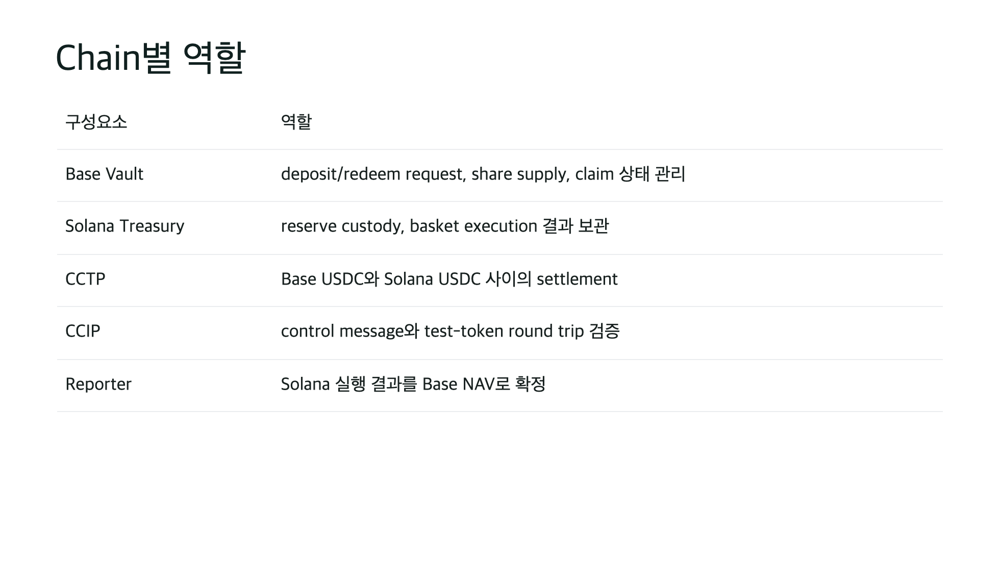 Chain별 역할
구성요소 역할
Base Vault deposit/redeem request, share supply, claim 상태 관리
Solana Treasury reserve custody, basket execution 결과 보관
CCTP Base USDC와 Solana USDC 사이의 settlement
CCIP control message와 test-token round trip 검증
Reporter Solana 실행 결과를 Base NAV로 확정